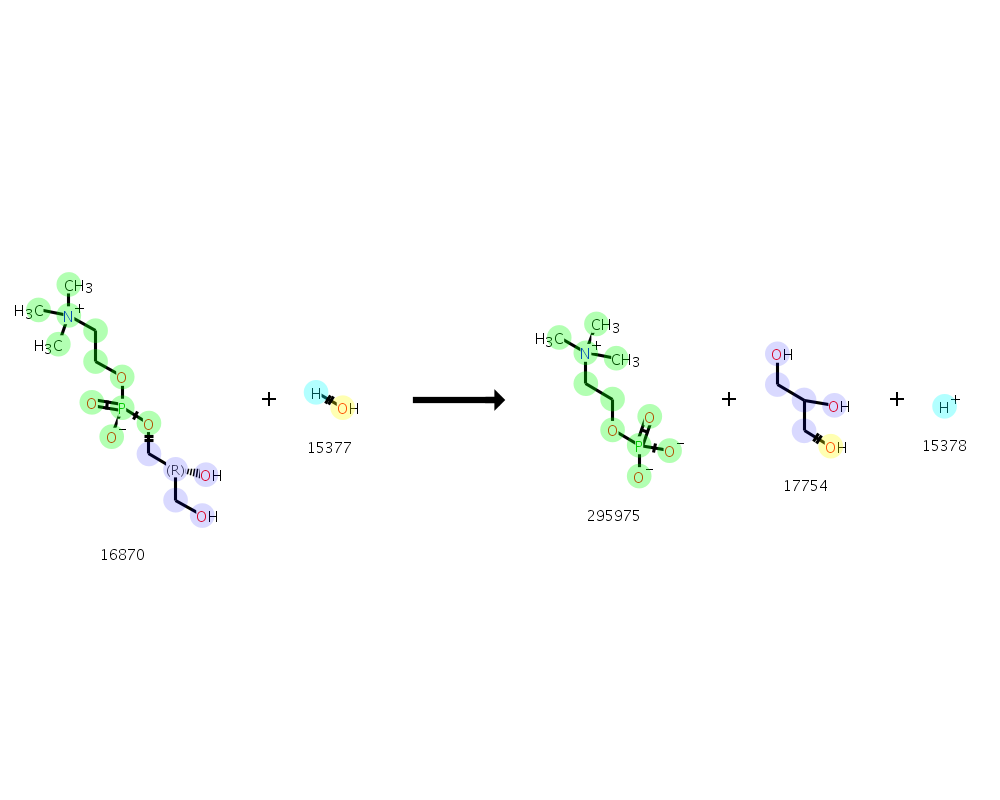 CH3
H3C
N+
H3C
O
O
P
O
O−
(R)
OH
OH
16870
+
H
OH
15377
CH3
H3C
N+
CH3
O
O
P
O−
O−
295975
+
OH
OH
OH
17754
+
H+
15378